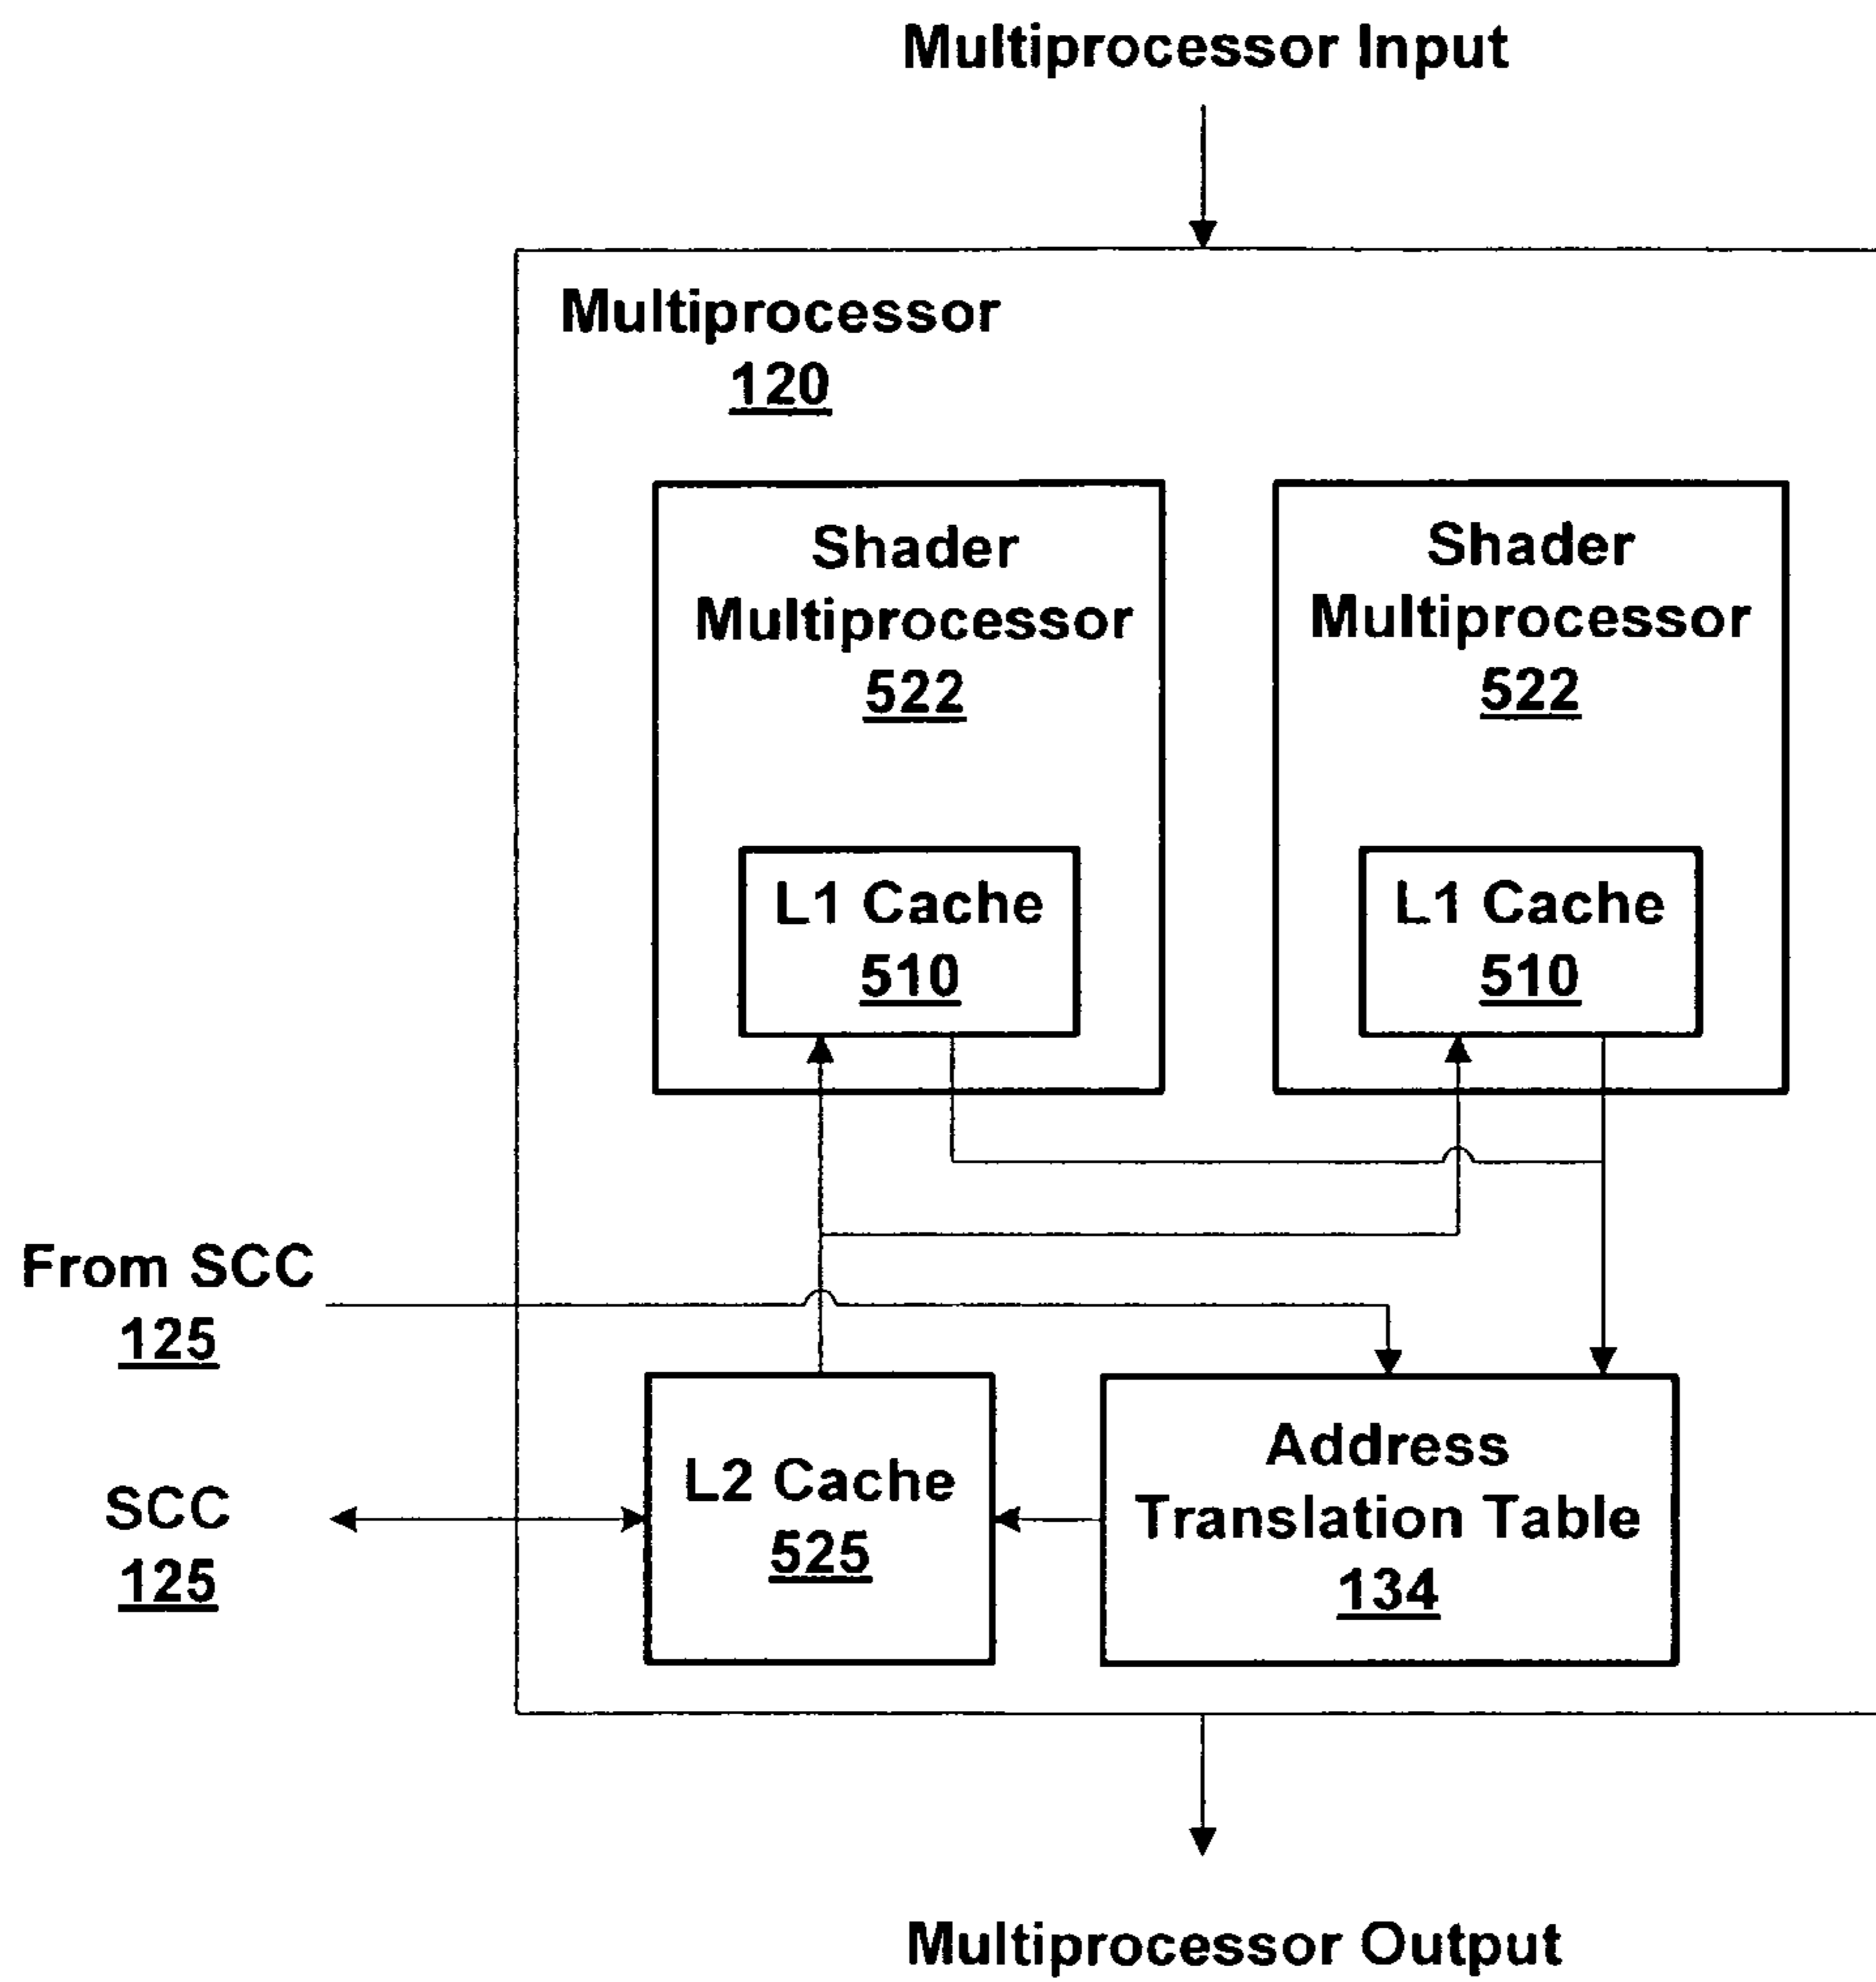 Multiprocessor Input
Multiprocessor
120
Shader
Multiprocessor
522
L1 Cache
510
Shader
Multiprocessor
522
L1 Cache
510
From SCC
125
SCC
125
L2 Cache
525
Address
Translation Table
134
Multiprocessor Output